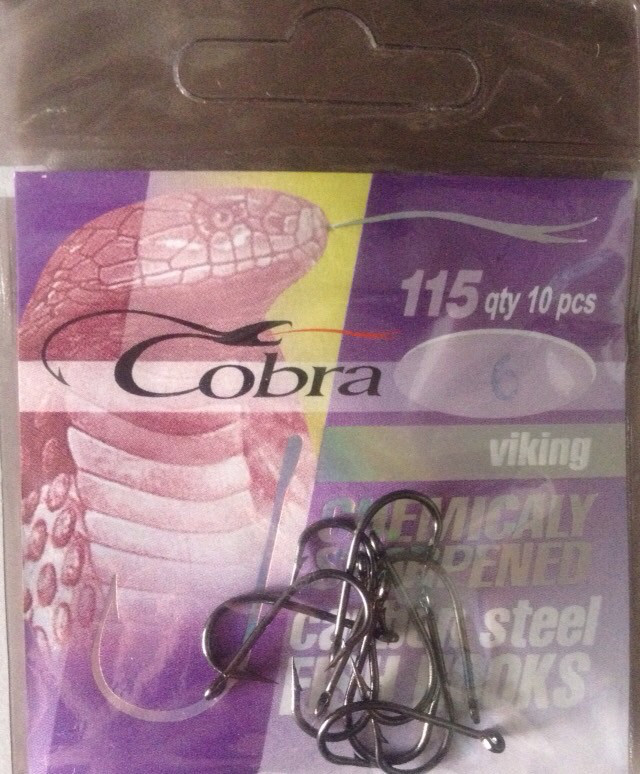 115 qty 10 pcs
Cobra
6
viking
CHEMICALY
SHARPENED
carbon steel
FISH HOOKS